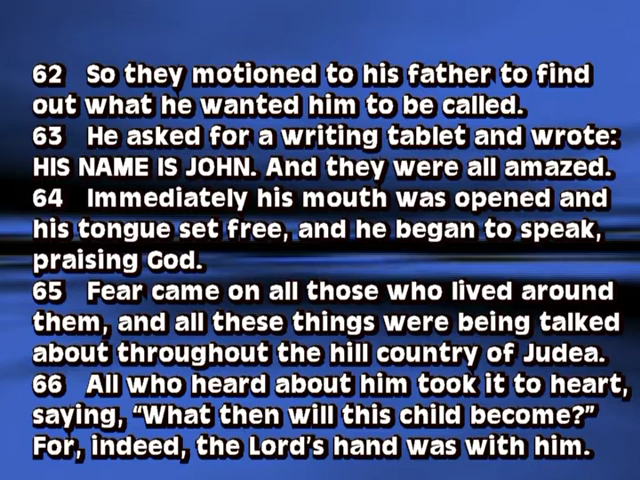 62 So they motioned to his father to find
out what he wanted him to be called.
63 He asked for a writing tablet and wrote:
HIS NAME IS JOHN. And they were all amazed.
64 Immediately his mouth was opened and
his tongue set free, and he began to speak,
praising God.
65 Fear came on all those who lived around
them, and all these things were being talked
about throughout the hill country of Judea.
66 All who heard about him took it to heart,
saying, “What then will this child become?”
For, indeed, the Lord’s hand was with him.